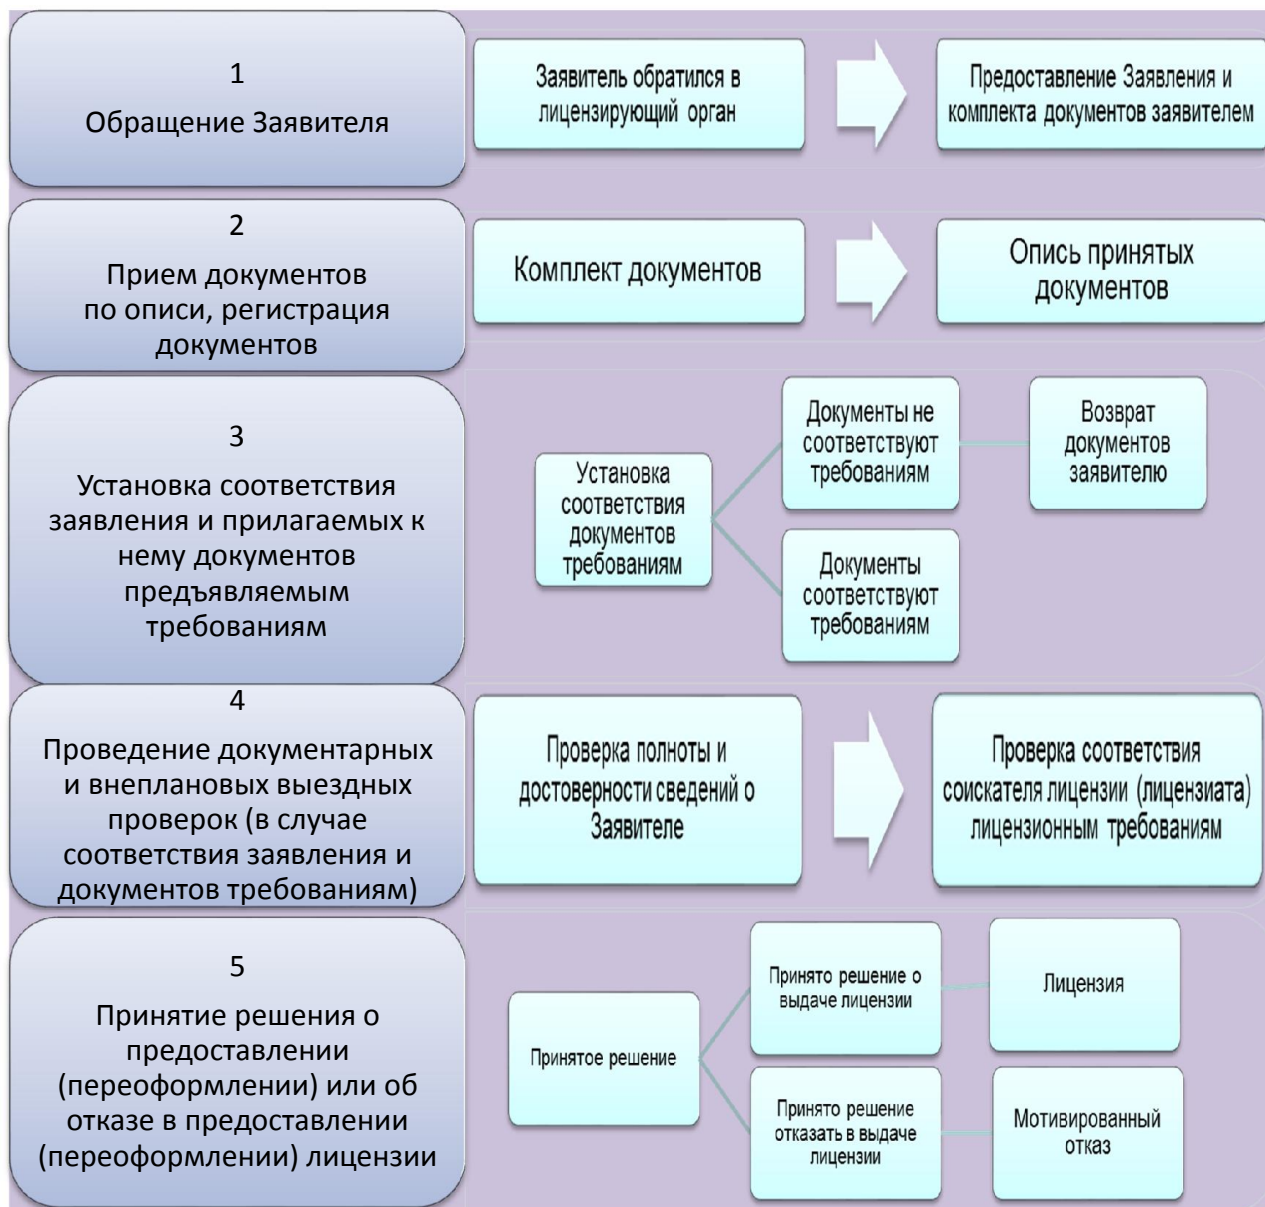 1
Обращение Заявителя
Заявитель обратился в
лицензирующий орган
Предоставление Заявления и
комплекта документов заявителем
2
Прием документов
по описи, регистрация
документов
Комплект документов
Опись принятых
документов
3
Установка соответствия
заявления и прилагаемых к
нему документов
предъявляемым
требованиям
Установка
соответствия
документов
требованиям
Документы не
соответствуют
требованиям
Возврат
документов
заявителю
Документы
соответствуют
требованиям
4
Проведение документарных
и внеплановых выездных
проверок (в случае
соответствия заявления и
документов требованиям)
Проверка полноты и
достоверности сведений о
Заявителе
Проверка соответствия
соискателя лицензии (лицензиата)
лицензионным требованиям
5
Принятие решения о
предоставлении
(переоформлении) или об
отказе в предоставлении
(переоформлении) лицензии
Принятое решение
Принято решение о
выдаче лицензии
Лицензия
Принято решение
отказать в выдаче
лицензии
Мотивированный
отказ